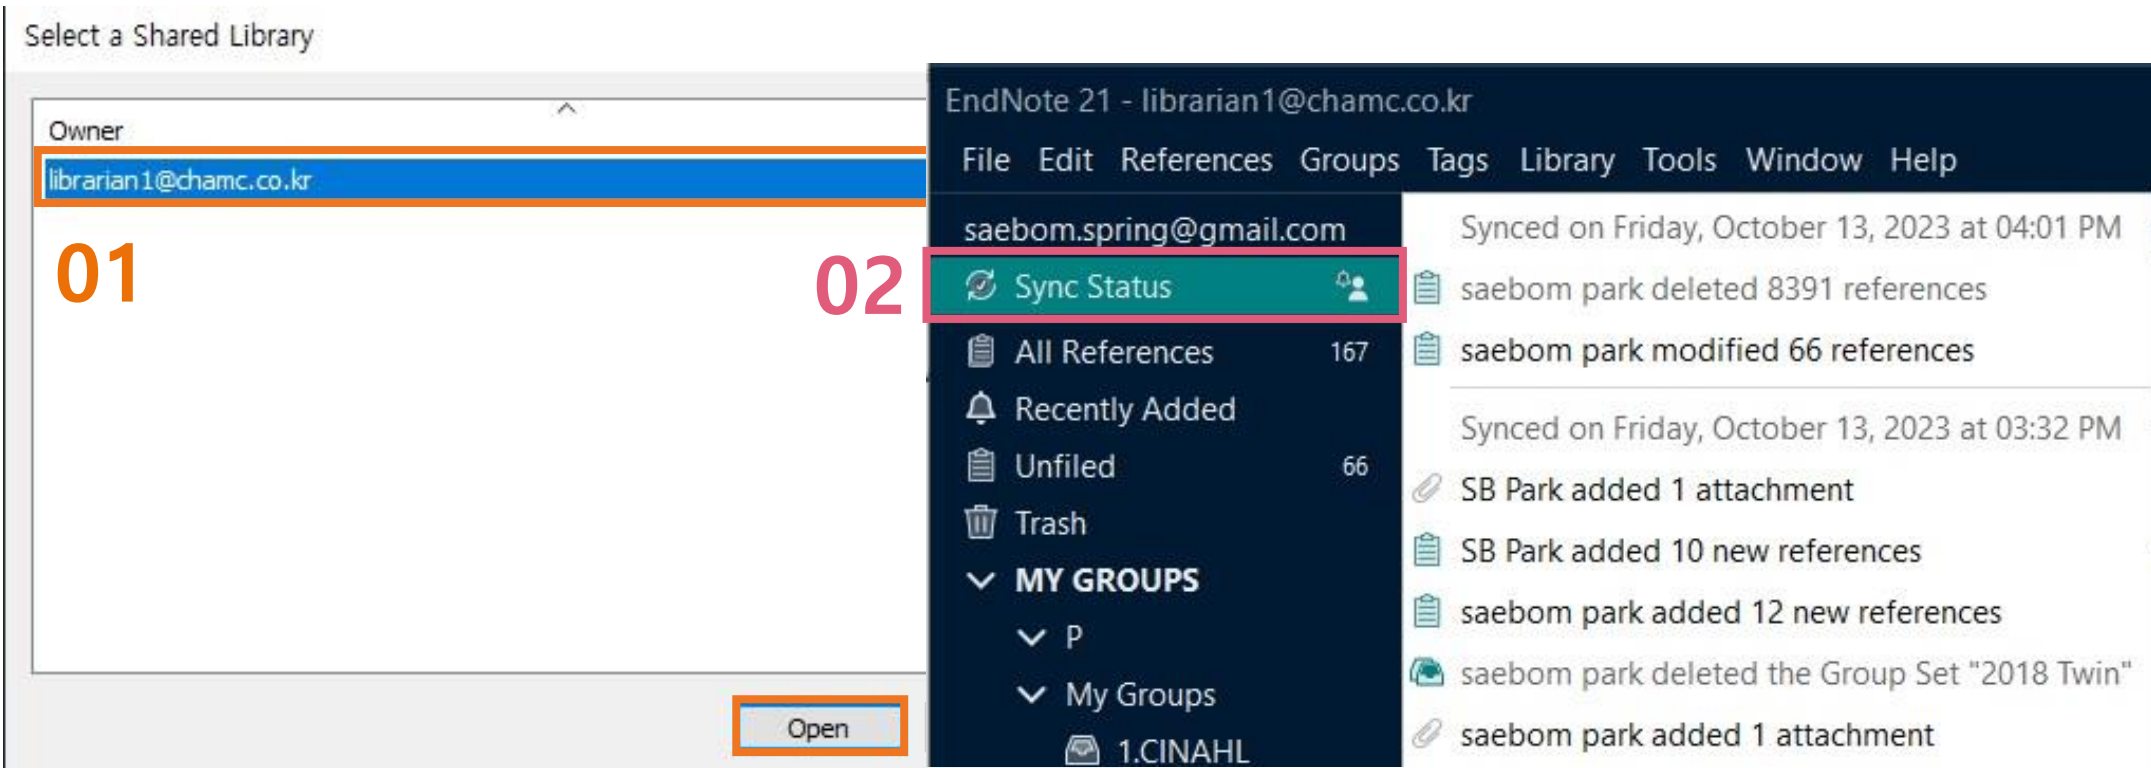 Select a Shared Library
Owner
librarian1@chamc.co.kr
01
Open
02
EndNote 21 - librarian1@chamc.co.kr
File Edit References Groups Tags Library Tools Window Help
saebom.spring@gmail.com
Sync Status
All References 167
Recently Added
Unfiled 66
Trash
MY GROUPS
P
My Groups
1.CINAHL
Synced on Friday, October 13, 2023 at 04:01 PM
saebom park deleted 8391 references
saebom park modified 66 references
Synced on Friday, October 13, 2023 at 03:32 PM
SB Park added 1 attachment
SB Park added 10 new references
saebom park added 12 new references
saebom park deleted the Group Set "2018 Twin"
saebom park added 1 attachment